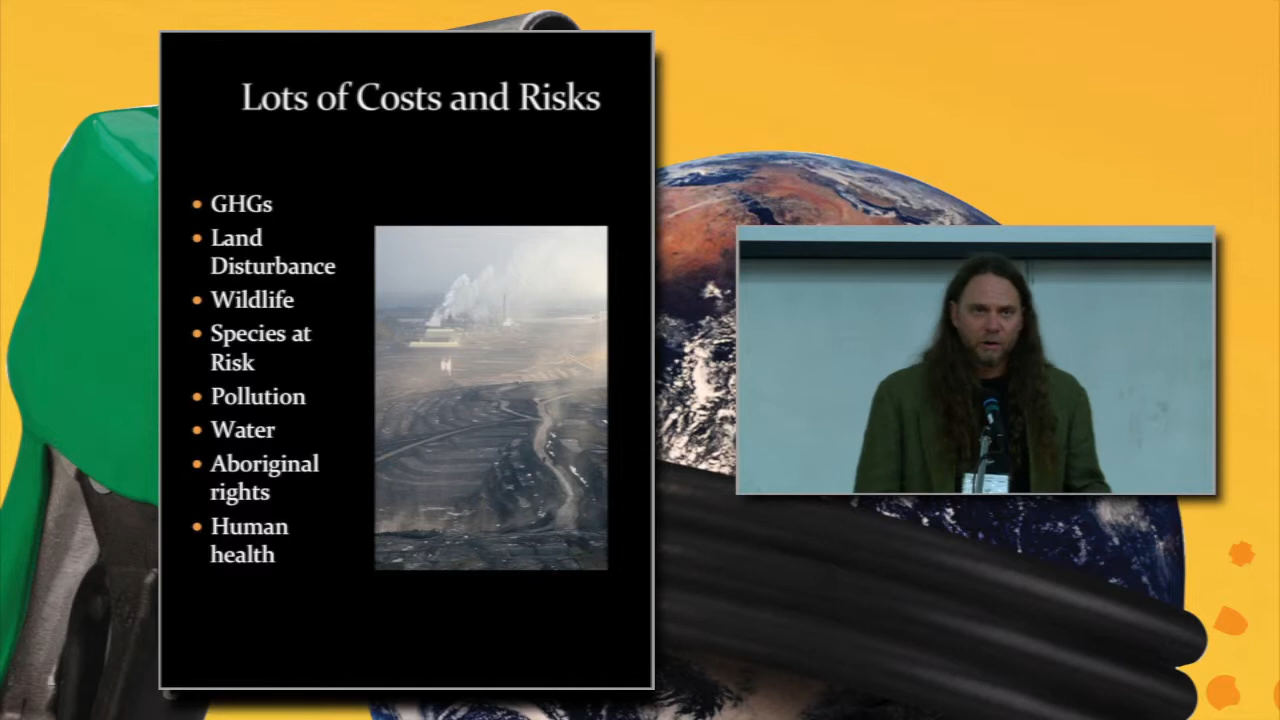 Lots of Costs and Risks
• GHGs
• Land
Disturbance
• Wildlife
• Species at
Risk
• Pollution
• Water
• Aboriginal
rights
• Human
health